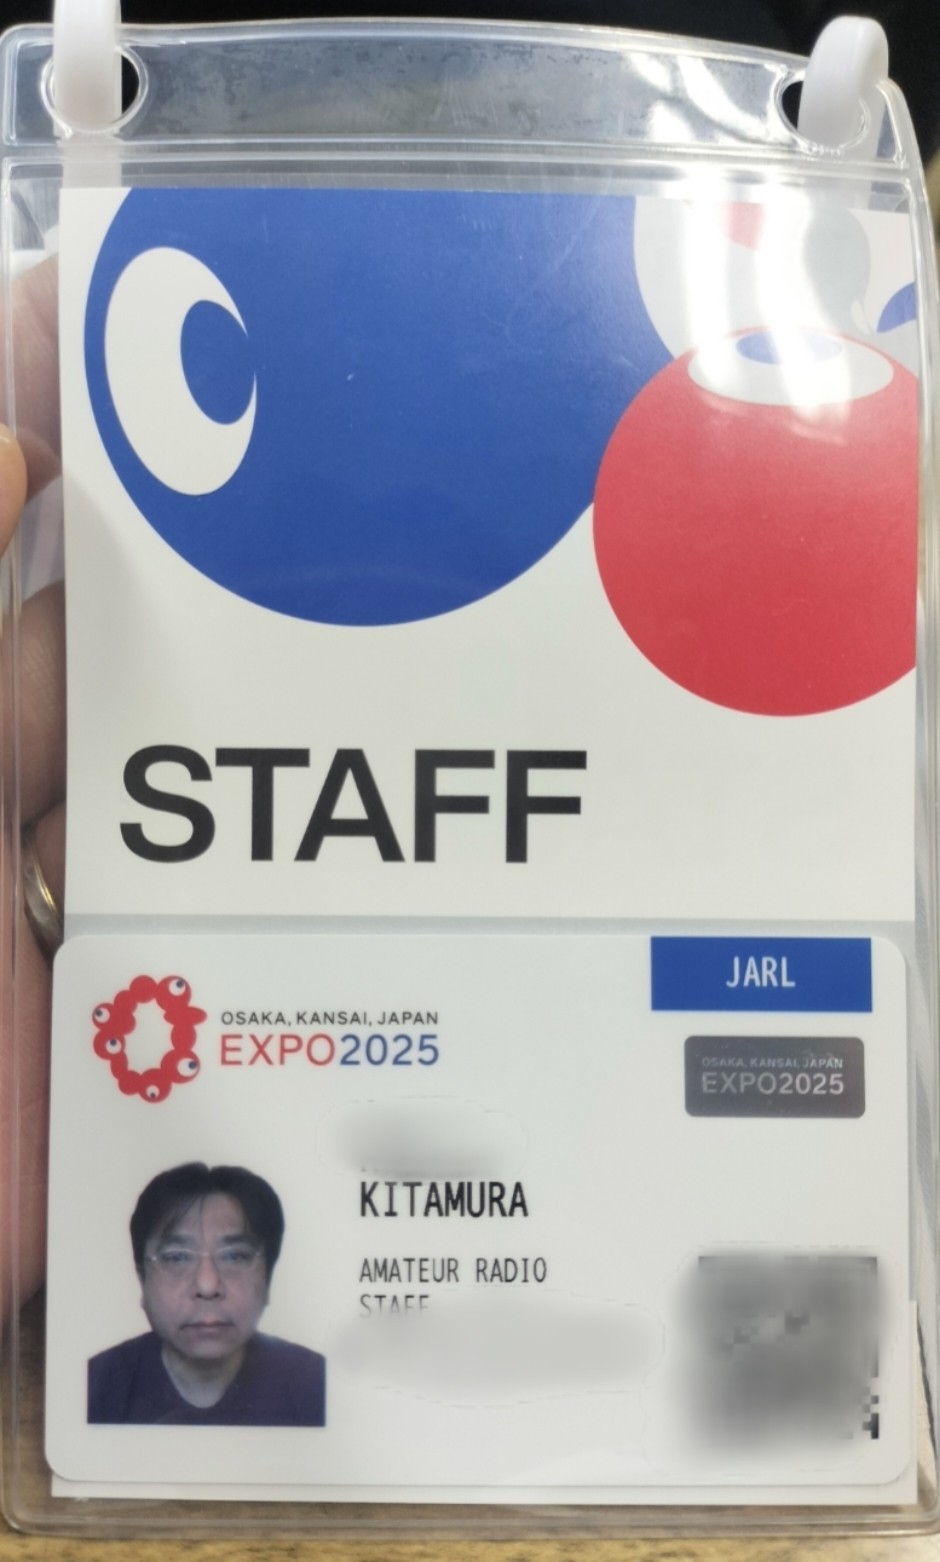 STAFF
JARL
OSAKA, KANSAI, JAPAN
EXPO2025
OSAKA, KANSAI, JAPAN
EXPO2025
KITAMURA
AMATEUR RADIO
STAFF